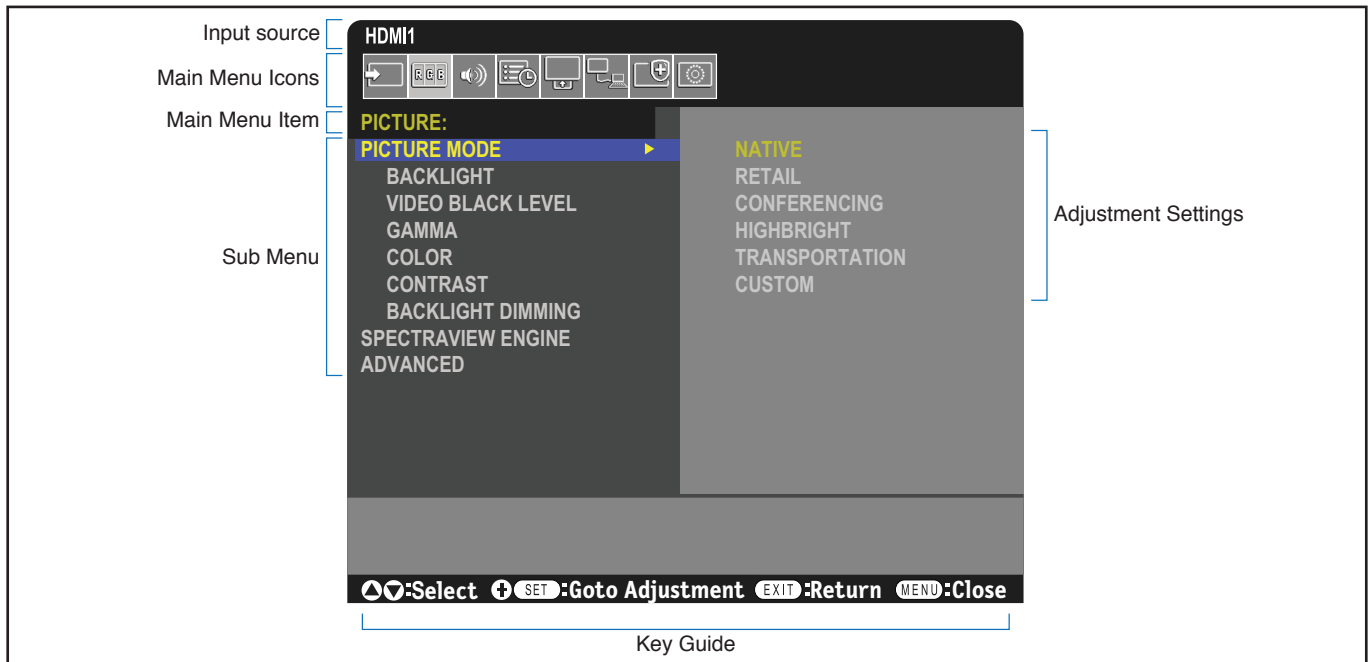 Input source
HDMI1
Main Menu Icons
RGB
Main Menu Item
PICTURE:
Sub Menu
PICTURE MODE
BACKLIGHT
VIDEO BLACK LEVEL
GAMMA
COLOR
CONTRAST
BACKLIGHT DIMMING
SPECTRAVIEW ENGINE
ADVANCED
NATIVE
RETAIL
CONFERENCING
HIGHBRIGHT
TRANSPORTATION
CUSTOM
Adjustment Settings
:Select SET:Goto Adjustment EXIT:Return MENU:Close
Key Guide